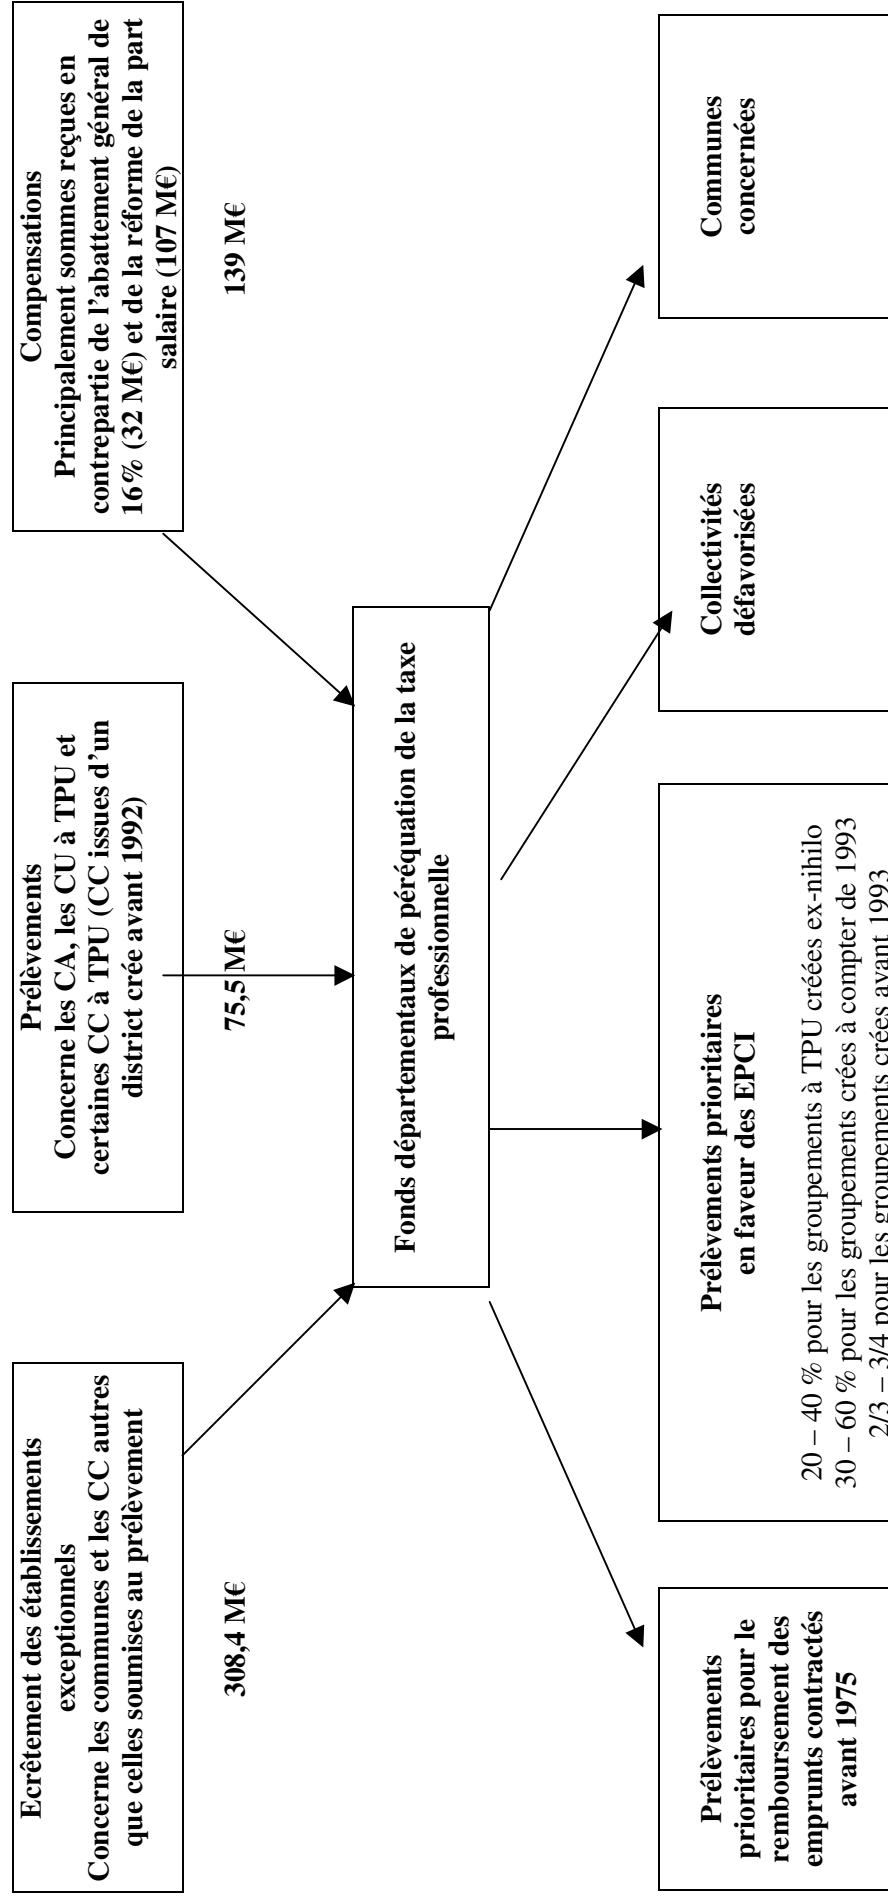 Ecrêtement des établissements
exceptionnels
Concerne les communes et les CC autres
que celles soumises au prélèvement
308,4 M€
Prélèvements
Concerne les CA, les CU à TPU et
certaines CC à TPU (CC issues d’un
district crée avant 1992)
75,5 M€
Compensations
Principalement sommes reçues en
contrepartie de l’abattement général de
16% (32 M€) et de la réforme de la part
salaire (107 M€)
139 M€
Fonds départementaux de péréquation de la taxe
professionnelle
Prélèvements
prioritaires pour le
remboursement des
emprunts contractés
avant 1975
Prélèvements prioritaires
en faveur des EPCI
20 – 40 % pour les groupements à TPU créées ex-nihilo
30 – 60 % pour les groupements crées à compter de 1993
2/3 – 3/4 pour les groupements crées avant 1993
Collectivités
défavorisées
Communes
concernées